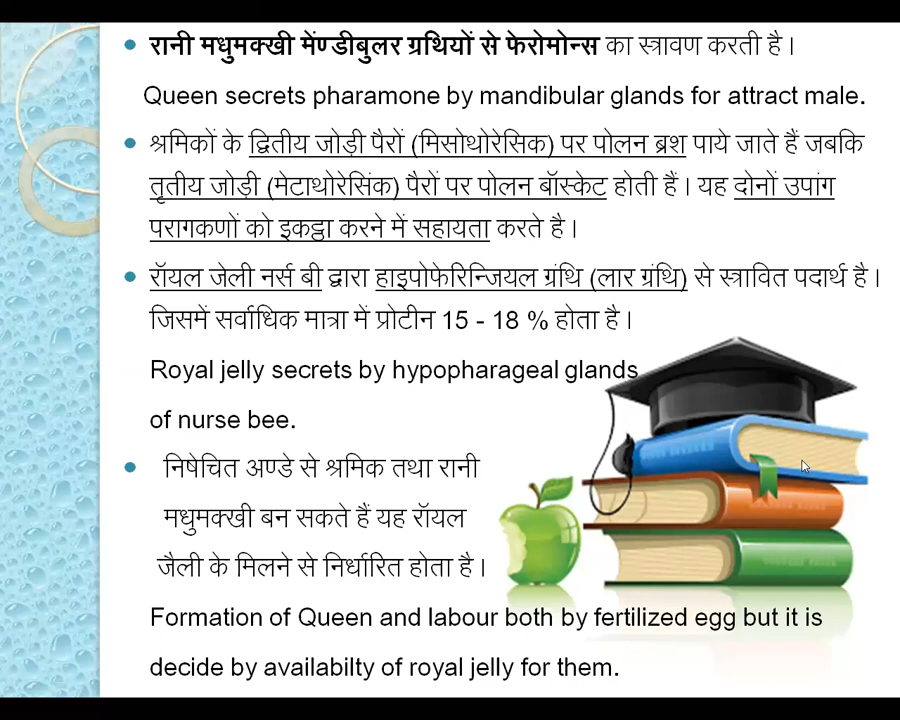 रानी मधुमक्खी मेंण्डीबुलर ग्रथियों से फेरोमोन्स का स्त्रावण करती है ।
Queen secrets pharamone by mandibular glands for attract male.
श्रमिकों के द्वितीय जोड़ी पैरों (मिसोथोरेसिक) पर पोलन ब्रश पाये जाते हैं जबकि
तृतीय जोड़ी (मेटाथोरेसिंक) पैरों पर पोलन बॉस्केट होती हैं । यह दोनों उपांग
परागकणों को इकट्ठा करने में सहायता करते है ।
रॉयल जेली नर्स बी द्वारा हाइपोफेरिन्जियल ग्रंथि (लार ग्रंथि) से स्त्रावित पदार्थ है ।
जिसमें सर्वाधिक मात्रा में प्रोटीन 15 - 18 % होता है ।
Royal jelly secrets by hypopharageal glands
of nurse bee.
निषेचित अण्डे से श्रमिक तथा रानी
मधुमक्खी बन सकते हैं यह रॉयल
जैली के मिलने से निर्धारित होता है ।
Formation of Queen and labour both by fertilized egg but it is
decide by availabilty of royal jelly for them.